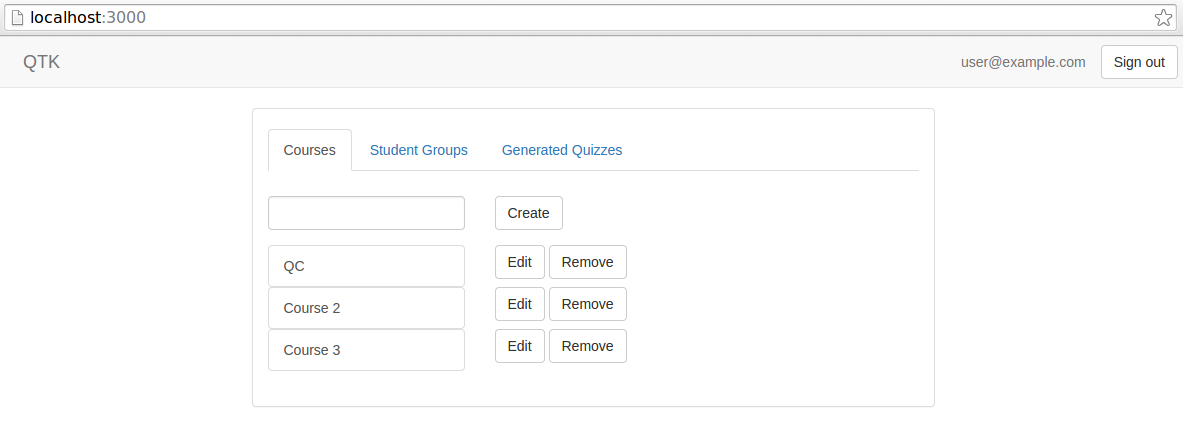 localhost:3000
QTK user@example.com Sign out
Courses Student Groups Generated Quizzes
Create
QC Edit Remove
Course 2 Edit Remove
Course 3 Edit Remove